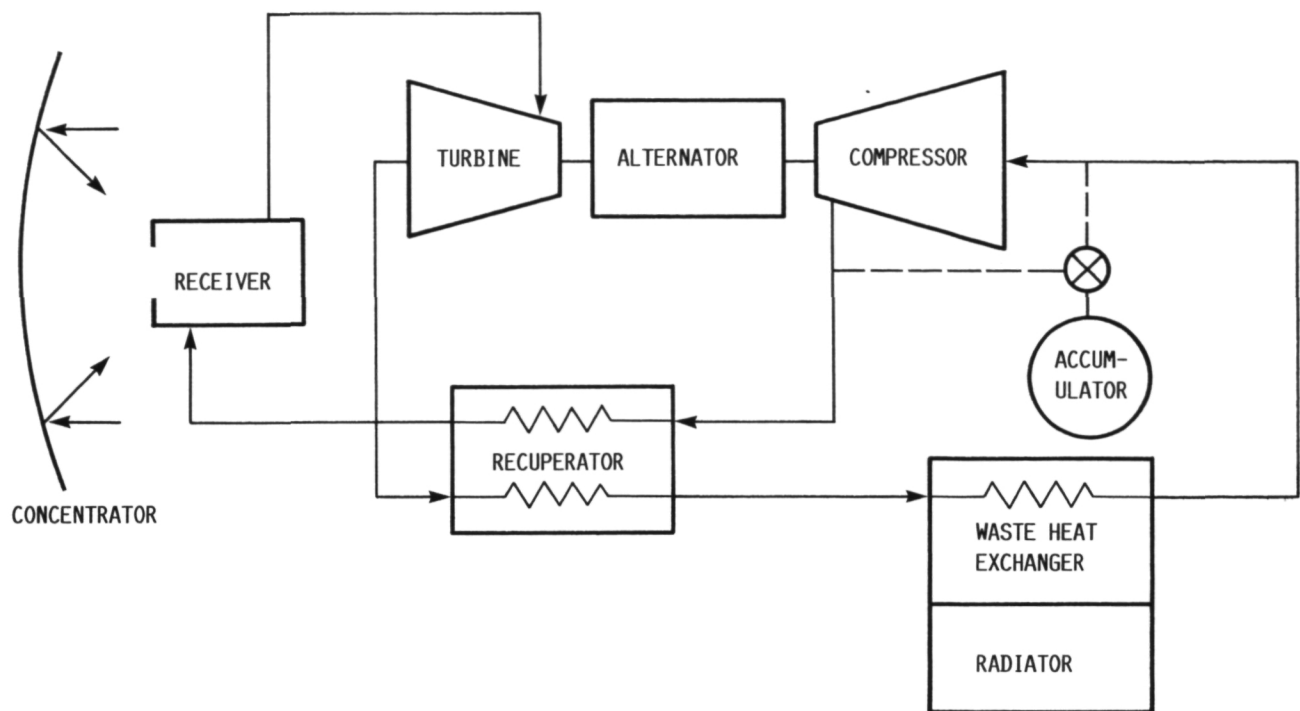 TURBINE
ALTERNATOR
COMPRESSOR
RECEIVER
ACCUM-
ULATOR
RECUPERATOR
CONCENTRATOR
WASTE HEAT
EXCHANGER
RADIATOR